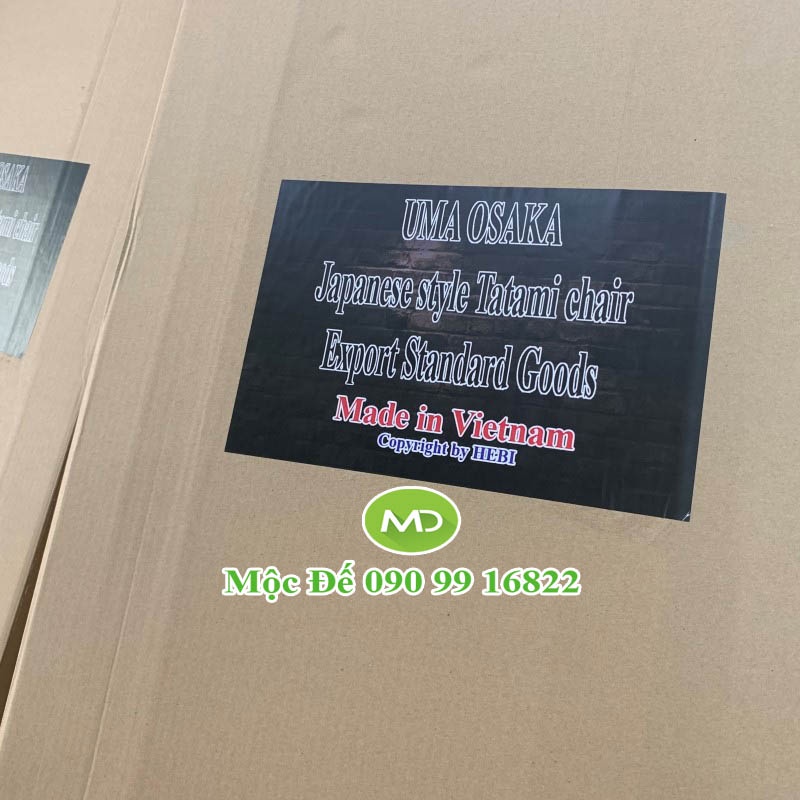 OSAKA
UMA OSAKA
Japanese style Tatami chair
Export Standard Goods
Made in Vietnam
Copyright by HEBI
MD
Mộc Đế 090 99 16822